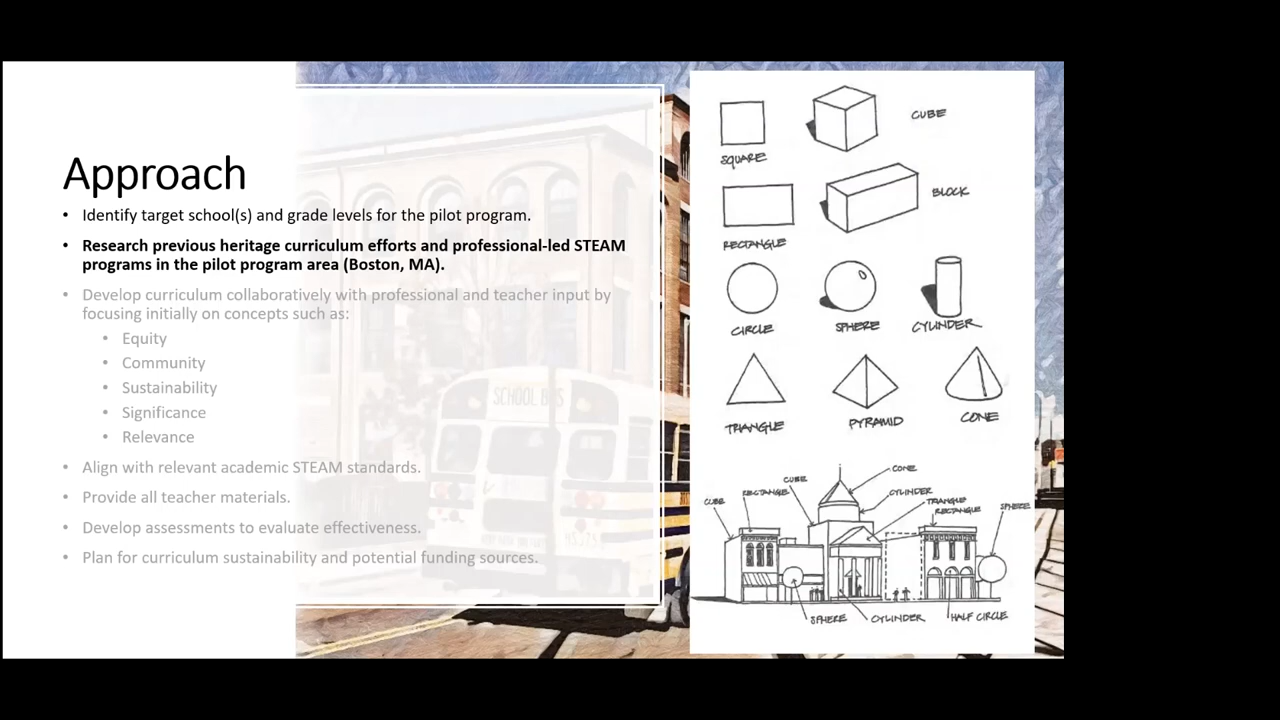 Approach
• Identify target school(s) and grade levels for the pilot program.
• Research previous heritage curriculum efforts and professional-led STEAM
programs in the pilot program area (Boston, MA).
• Develop curriculum collaboratively with professional and teacher input by
focusing initially on concepts such as:
• Equity
• Community
• Sustainability
• Significance
• Relevance
• Align with relevant academic STEAM standards.
• Provide all teacher materials.
• Develop assessments to evaluate effectiveness.
• Plan for curriculum sustainability and potential funding sources.
SCHOOL BUS
SQUARE
CUBE
RECTANGLE
BLOCK
CIRCLE
SPHERE
CYLINDER
TRIANGLE
PYRAMID
CONE
CONE
CUBE
RECTANGLE
CUBE
CYLINDER
TRIANGLE
RECTANGLE
SPHERE
SPHERE
CYLINDER
HALF CIRCLE